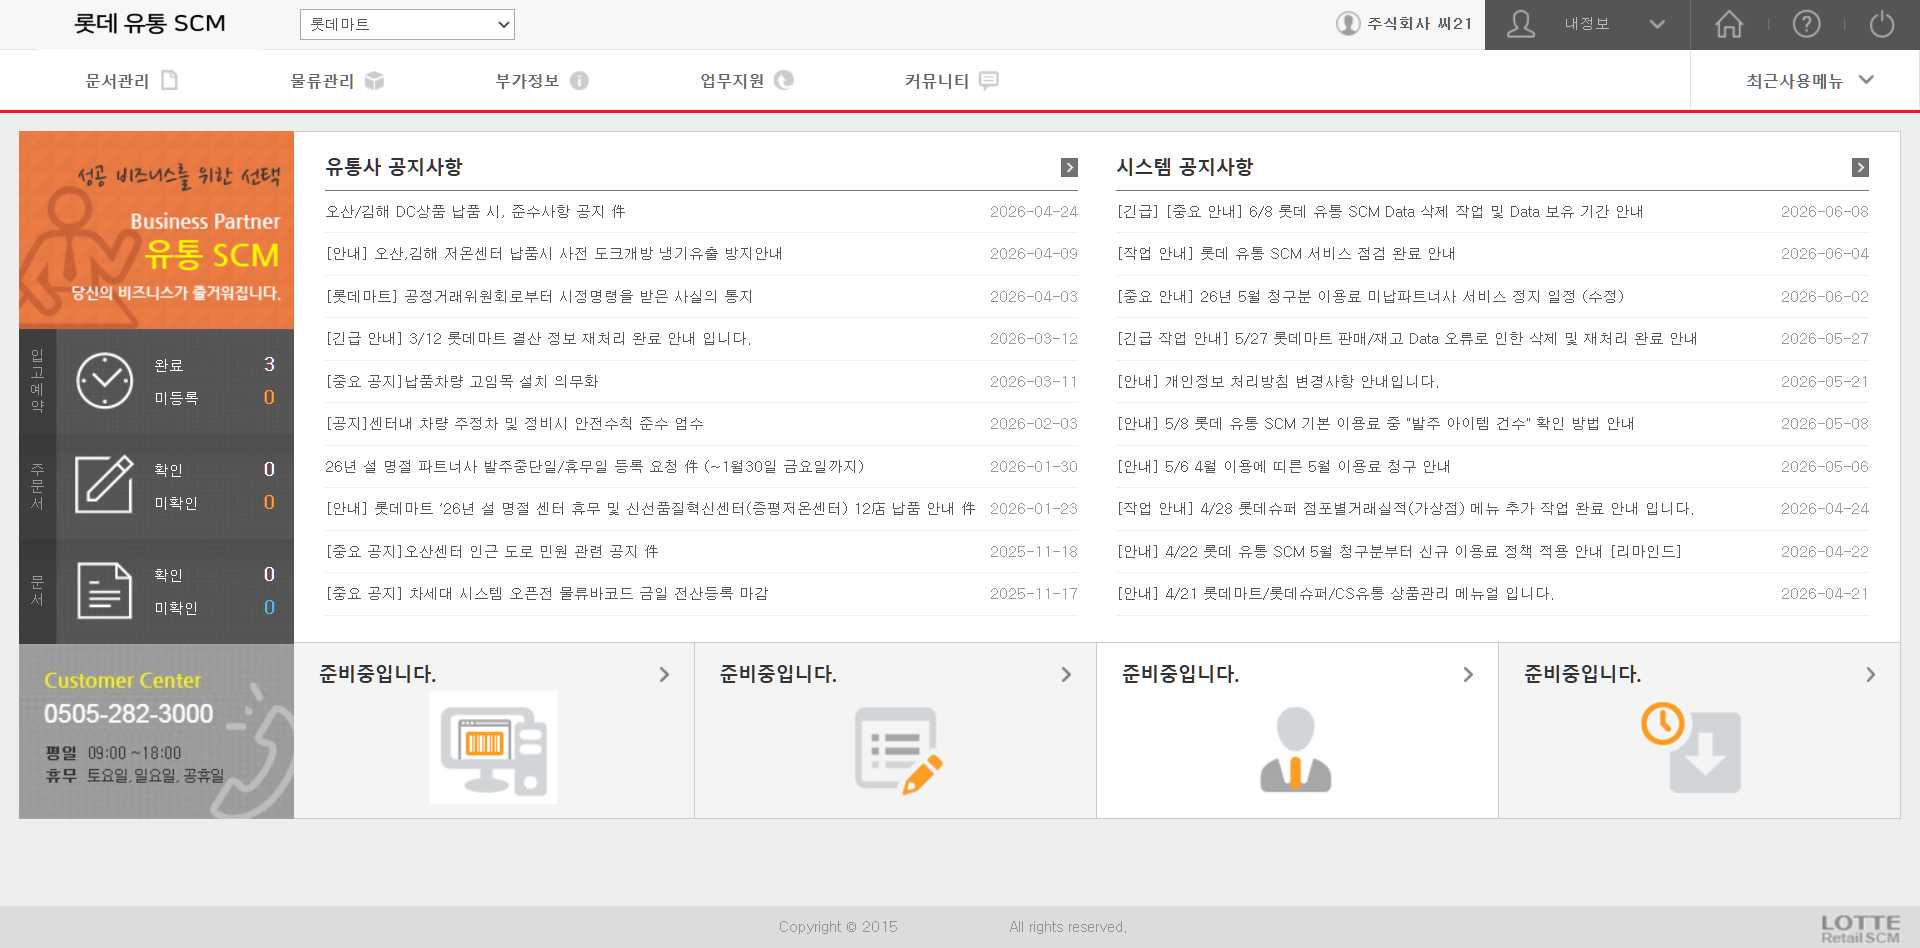 롯데 유통 SCM
롯데마트
주식회사 씨21
내정보
문서관리
물류관리
부가정보
업무지원
커뮤니티
최근사용메뉴
성공 비즈니스를 위한 선택
Business Partner
유통 SCM
당신의 비즈니스가 즐거워집니다.
입고예약
완료 3
미등록 0
주문서
확인 0
미확인 0
문서
확인 0
미확인 0
Customer Center
0505-282-3000
평일 09:00 ~18:00
휴무 토요일, 일요일, 공휴일
유통사 공지사항
오산/김해 DC상품 납품 시, 준수사항 공지 件 2026-04-24
[안내] 오산,김해 저온센터 납품시 사전 도크개방 냉기유출 방지안내 2026-04-09
[롯데마트] 공정거래위원회로부터 시정명령을 받은 사실의 통지 2026-04-03
[긴급 안내] 3/12 롯데마트 결산 정보 재처리 완료 안내 입니다. 2026-03-12
[중요 공지]납품차량 고임목 설치 의무화 2026-03-11
[공지]센터내 차량 주정차 및 정비시 안전수칙 준수 엄수 2026-02-03
26년 설 명절 파트너사 발주중단일/휴무일 등록 요청 件 (~1월30일 금요일까지) 2026-01-30
[안내] 롯데마트 '26년 설 명절 센터 휴무 및 신선품질혁신센터(증평저온센터) 12店 납품 안내 件 2026-01-23
[중요 공지]오산센터 인근 도로 민원 관련 공지 件 2025-11-18
[중요 공지] 차세대 시스템 오픈전 물류바코드 금일 전산등록 마감 2025-11-17
시스템 공지사항
[긴급] [중요 안내] 6/8 롯데 유통 SCM Data 삭제 작업 및 Data 보유 기간 안내 2026-06-08
[작업 안내] 롯데 유통 SCM 서비스 점검 완료 안내 2026-06-04
[중요 안내] 26년 5월 청구분 이용료 미납파트너사 서비스 정지 일정 (수정) 2026-06-02
[긴급 작업 안내] 5/27 롯데마트 판매/재고 Data 오류로 인한 삭제 및 재처리 완료 안내 2026-05-27
[안내] 개인정보 처리방침 변경사항 안내입니다. 2026-05-21
[안내] 5/8 롯데 유통 SCM 기본 이용료 중 "발주 아이템 건수" 확인 방법 안내 2026-05-08
[안내] 5/6 4월 이용에 따른 5월 이용료 청구 안내 2026-05-06
[작업 안내] 4/28 롯데슈퍼 점포별거래실적(가상점) 메뉴 추가 작업 완료 안내 입니다. 2026-04-24
[안내] 4/22 롯데 유통 SCM 5월 청구분부터 신규 이용료 정책 적용 안내 [리마인드] 2026-04-22
[안내] 4/21 롯데마트/롯데슈퍼/CS유통 상품관리 메뉴얼 입니다. 2026-04-21
준비중입니다.
준비중입니다.
준비중입니다.
준비중입니다.
Copyright © 2015 All rights reserved.
LOTTE
Retail SCM